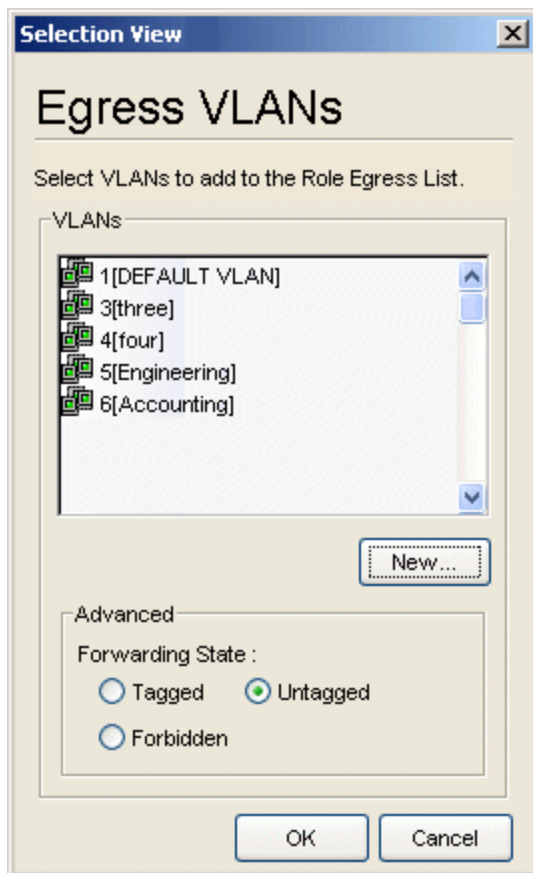 Selection View
Egress VLANs
Select VLANs to add to the Role Egress List.
VLANs
1[DEFAULT VLAN]
3[three]
4[four]
5[Engineering]
6[Accounting]
New...
Advanced
Forwarding State :
Tagged Untagged
Forbidden
OK Cancel